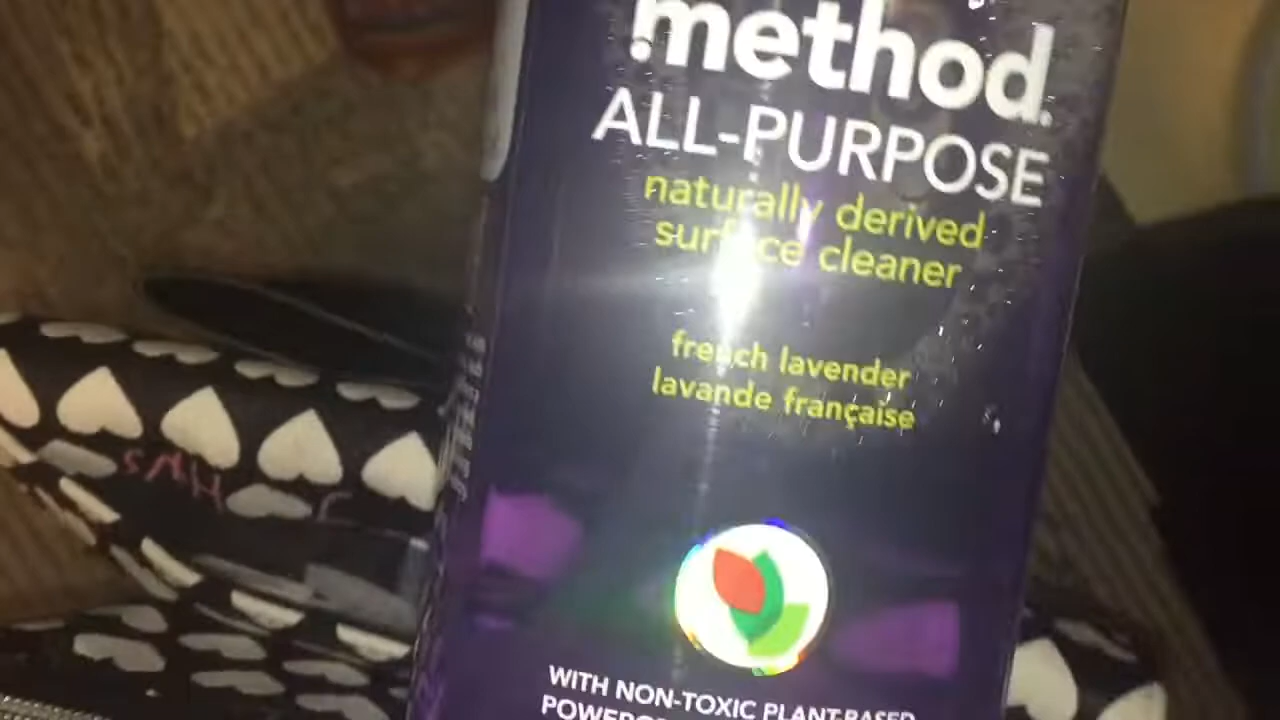 method.
ALL-PURPOSE
naturally derived
surface cleaner
french lavender
lavande française
WITH NON-TOXIC PLANT-BASED